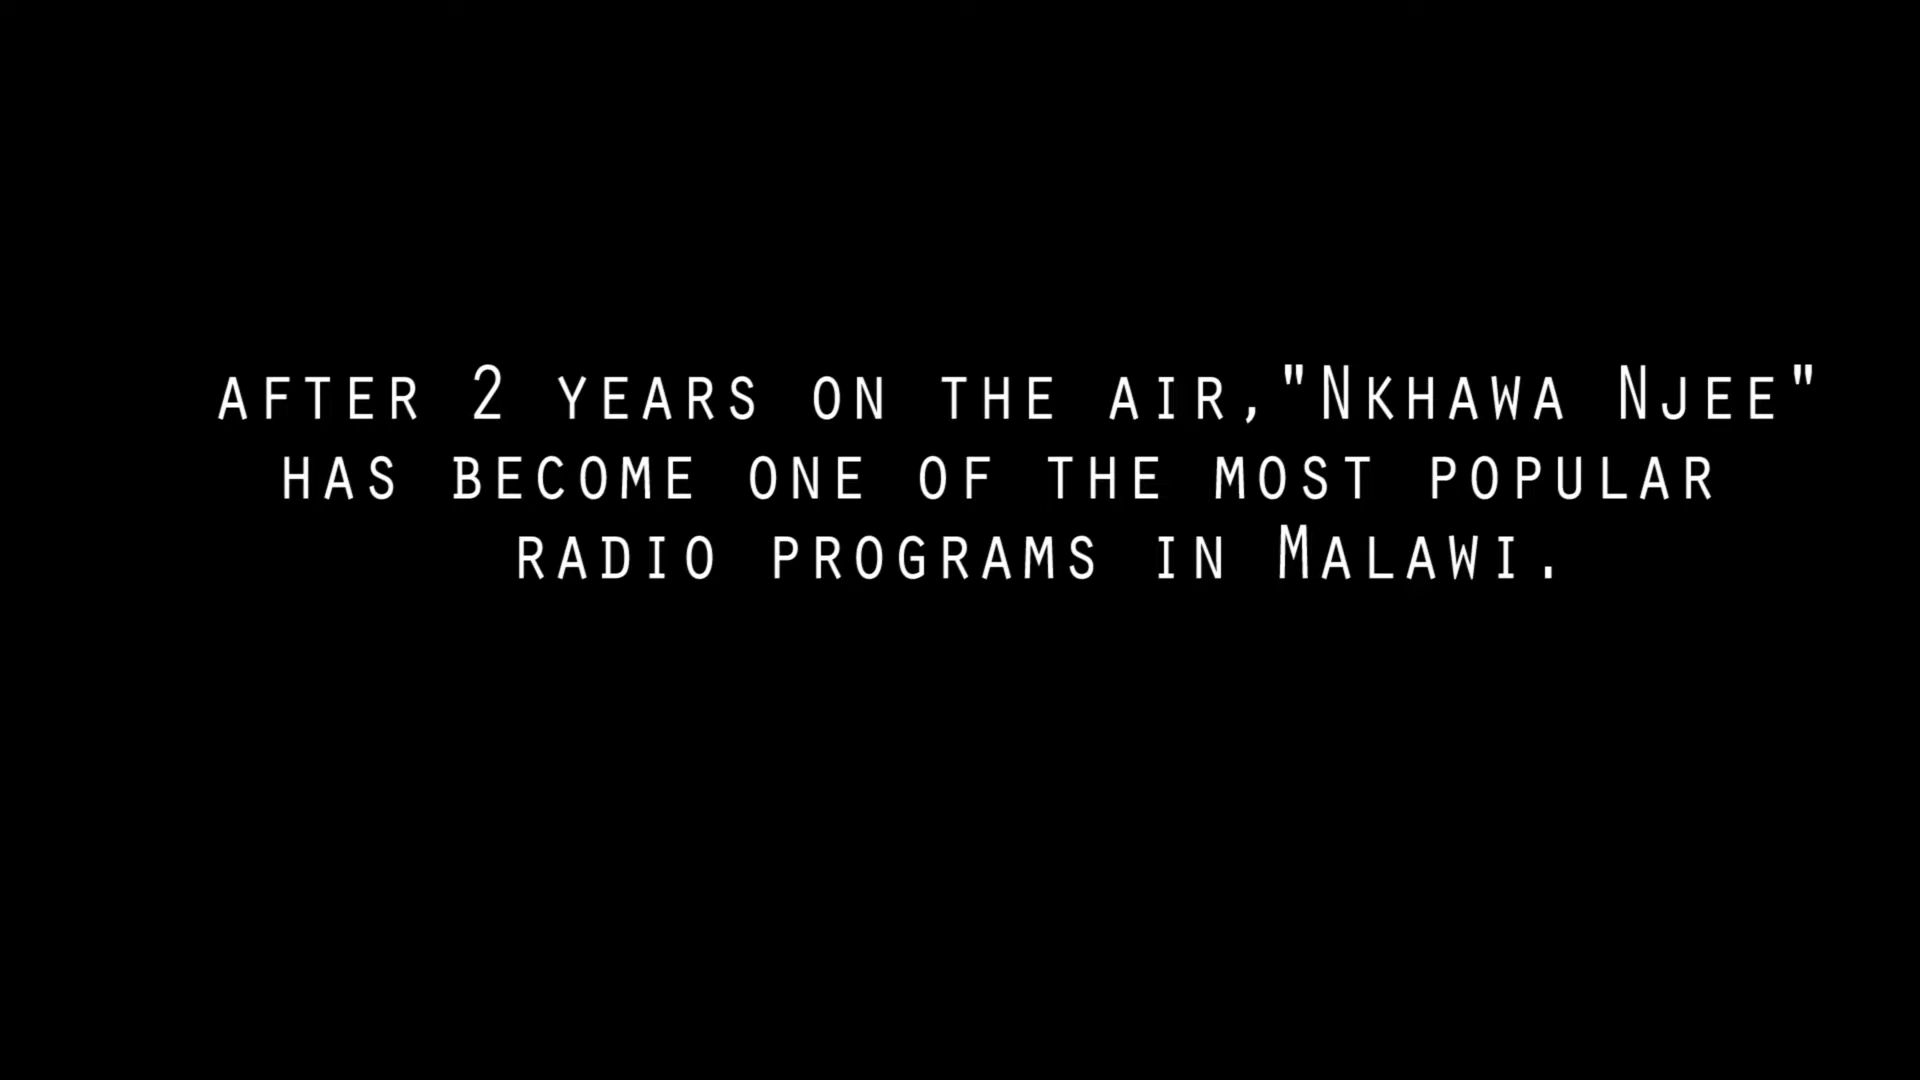 AFTER 2 YEARS ON THE AIR,"NKHAWA NJEE"
HAS BECOME ONE OF THE MOST POPULAR
RADIO PROGRAMS IN MALAWI.